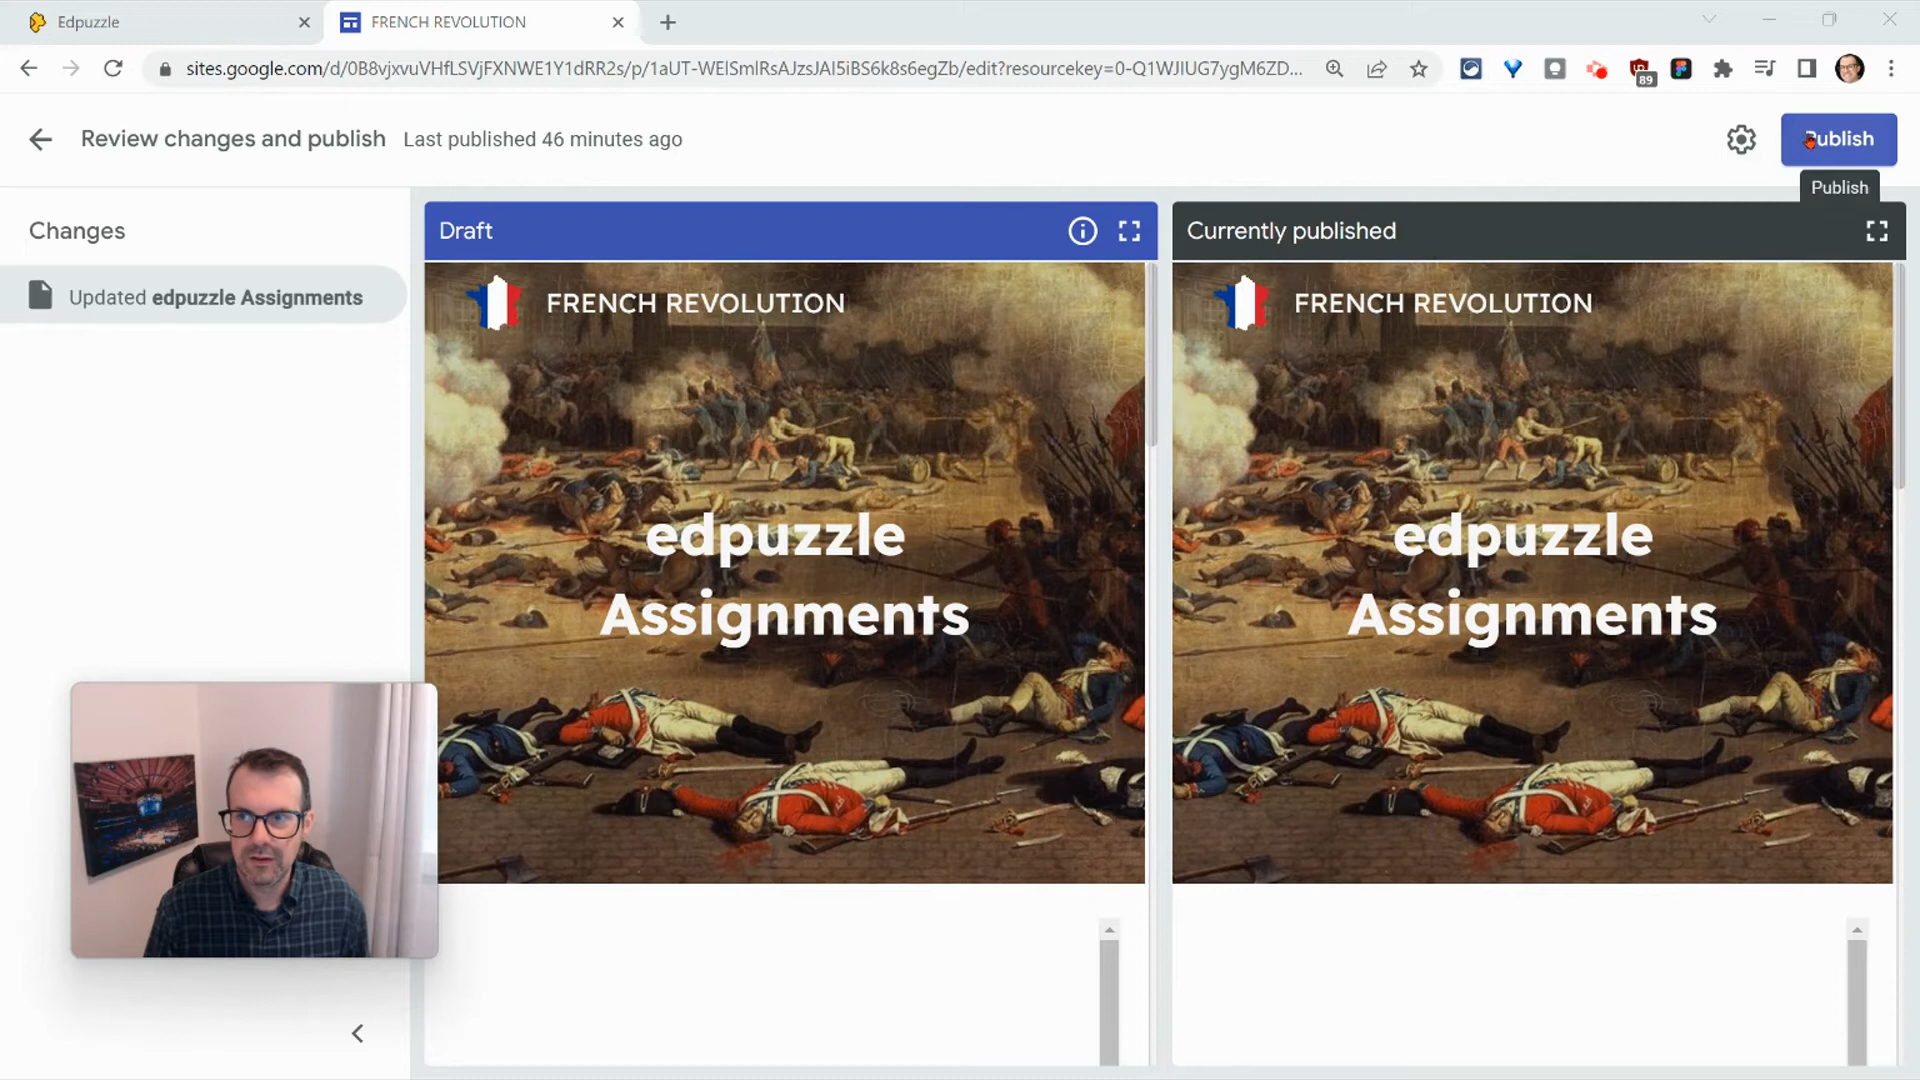 Edpuzzle
FRENCH REVOLUTION
sites.google.com/d/0B8vjxvuVHfLSVjFXNWE1Y1dRR2s/p/1aUT-WElSmlRsAJzsJAI5iBS6k8s6egZb/edit?resourcekey=0-Q1WJIUG7ygM6ZD...
89
Review changes and publish
Last published 46 minutes ago
Publish
Publish
Changes
Updated edpuzzle Assignments
Draft
FRENCH REVOLUTION
edpuzzle
Assignments
Currently published
FRENCH REVOLUTION
edpuzzle
Assignments